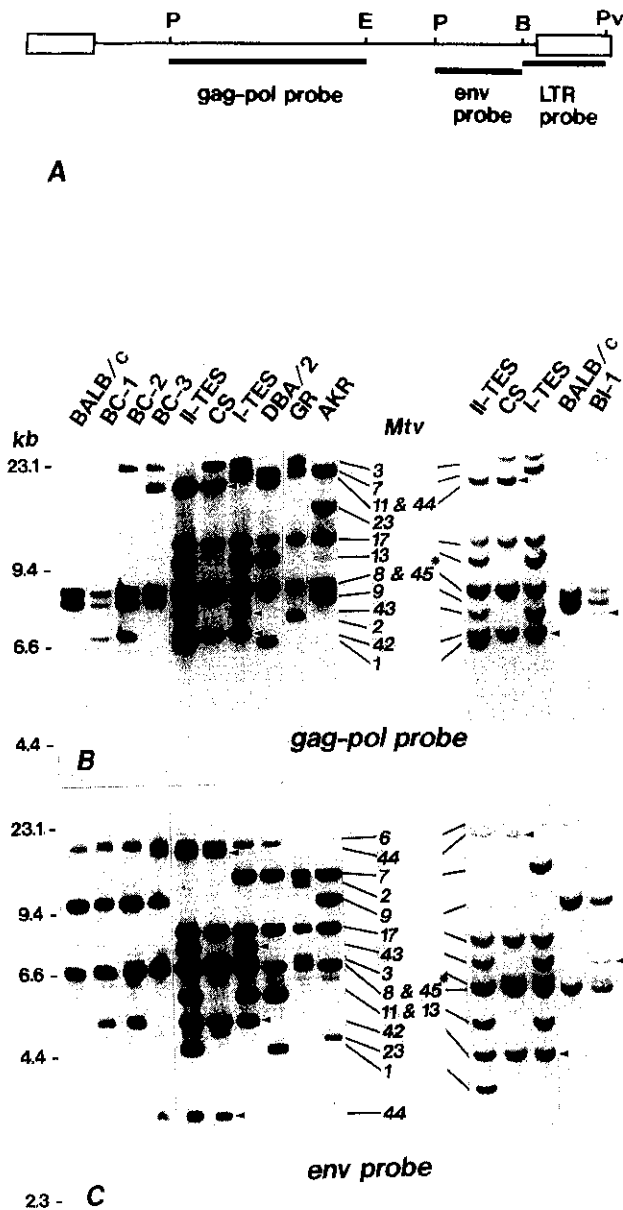 P E P B Pv
gag-pol probe
env probe
LTR probe
A
BALB/c BC-1 BC-2 BC-3 II-TES CS I-TES DBA/2 GR AKR
Mtv
II-TES CS I-TES BALB/c BI-1
kb
23.1 -
9.4 -
6.6 -
4.4 -
3
7
11 & 44
23
17
13
8 & 45*
9
43
2
42
1
gag-pol probe
B
23.1 -
9.4 -
6.6 -
4.4 -
2.3 -
6
44
7
2
9
17
43
3
8 & 45*
11 & 13
42
23
1
44
env probe
C